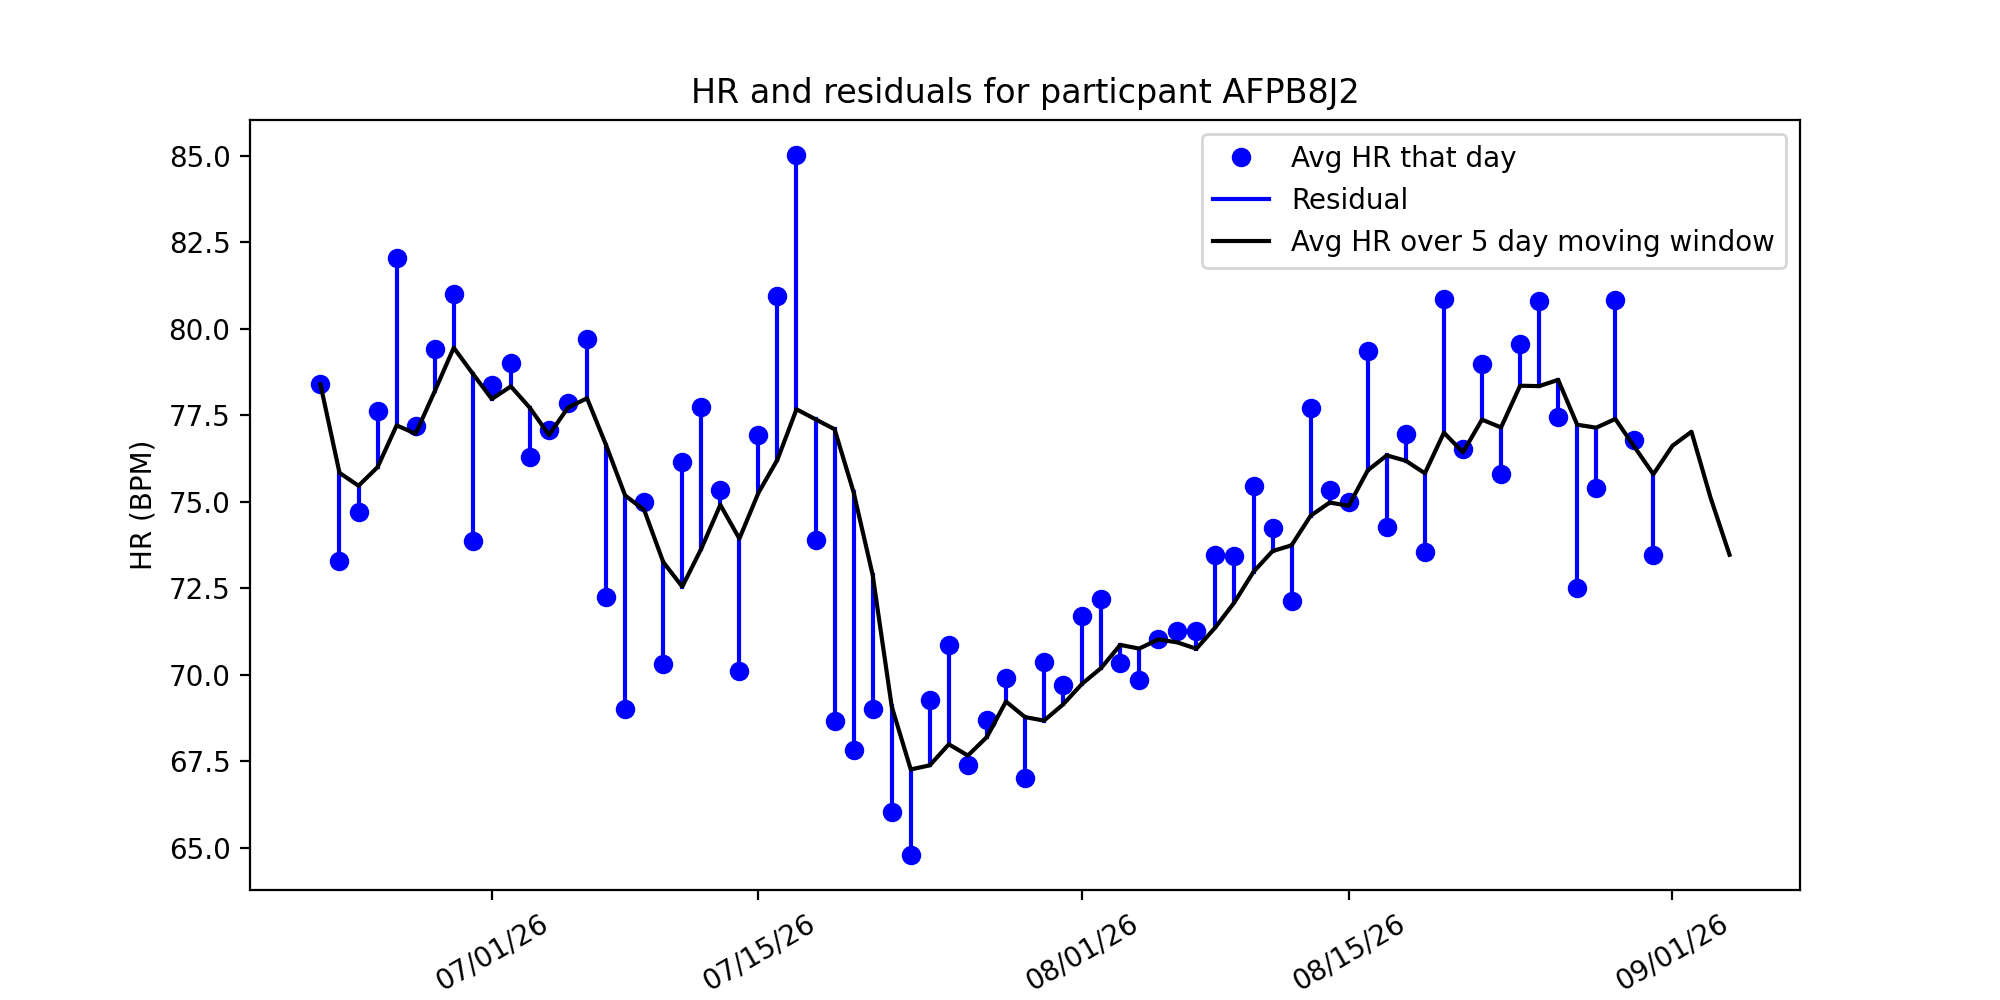 HR and residuals for particpant AFPB8J2
Avg HR that day
Residual
Avg HR over 5 day moving window
HR (BPM)
85.0
82.5
80.0
77.5
75.0
72.5
70.0
67.5
65.0
07/01/26
07/15/26
08/01/26
08/15/26
09/01/26